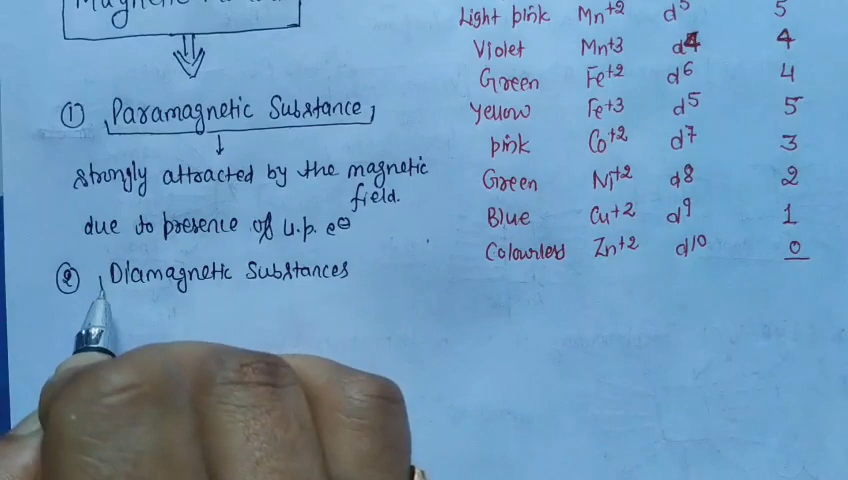 ① Paramagnetic Substance
strongly attracted by the magnetic
field.
due to presence of u.p. e⊖
② Diamagnetic Substances
Light pink Mn+2 d5 5
Violet Mn+3 d4 4
Green Fe+2 d6 4
Yellow Fe+3 d5 5
pink Co+2 d7 3
Green Ni+2 d8 2
Blue Cu+2 d9 1
Colourless Zn+2 d10 0